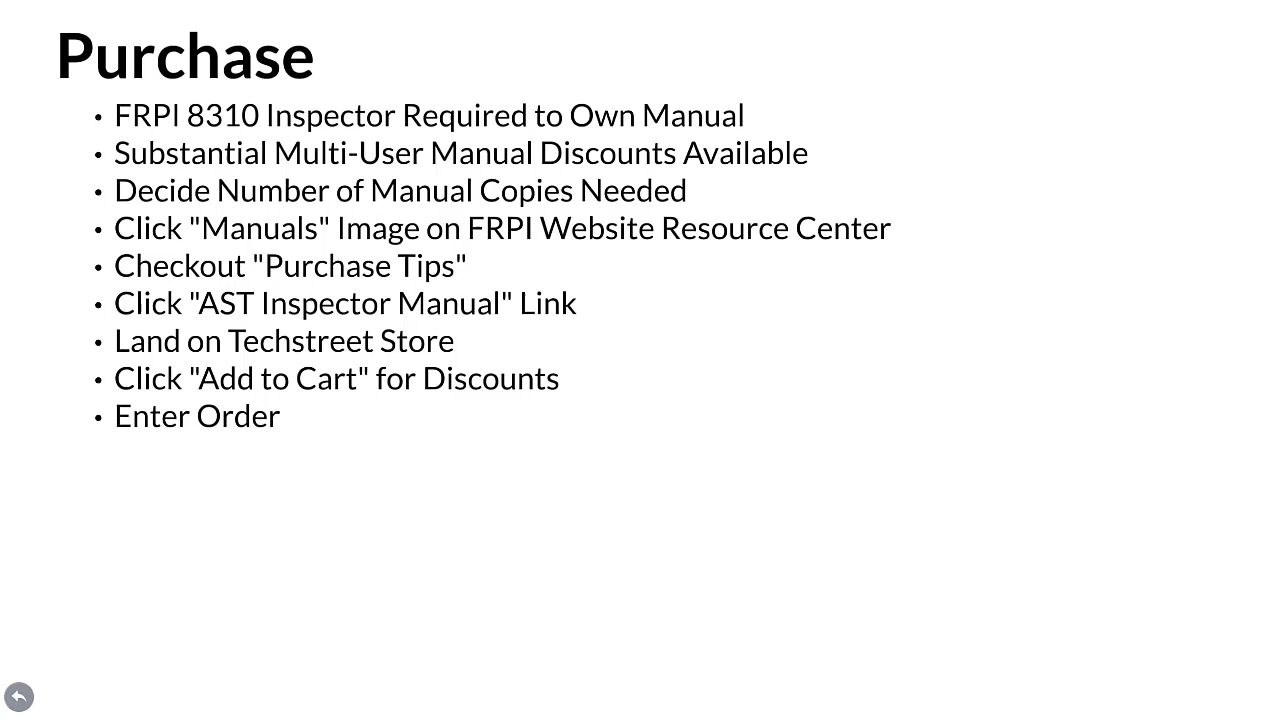 Purchase
• FRPI 8310 Inspector Required to Own Manual
• Substantial Multi-User Manual Discounts Available
• Decide Number of Manual Copies Needed
• Click "Manuals" Image on FRPI Website Resource Center
• Checkout "Purchase Tips"
• Click "AST Inspector Manual" Link
• Land on Techstreet Store
• Click "Add to Cart" for Discounts
• Enter Order